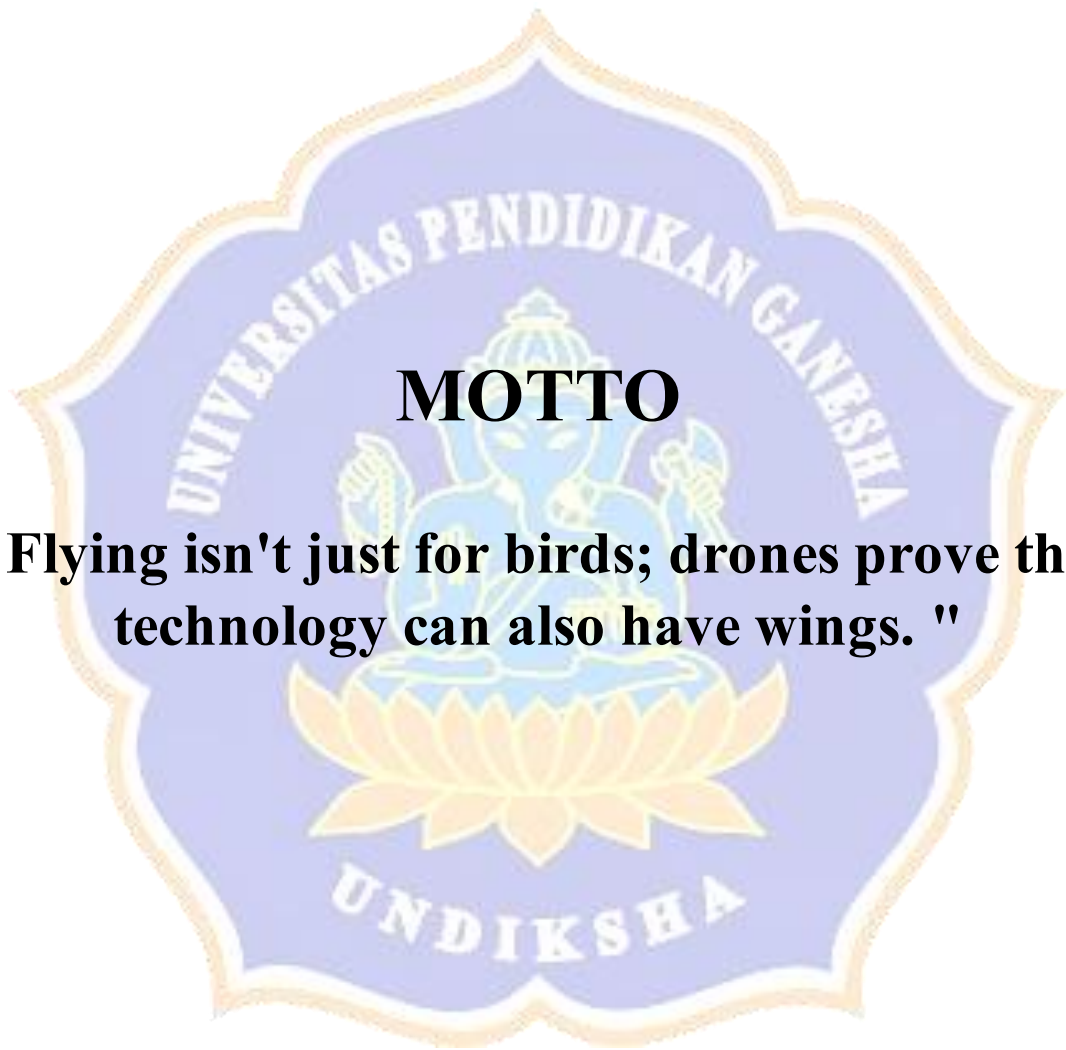 UNIVERSITAS PENDIDIKAN GANESHA
MOTTO
Flying isn't just for birds; drones prove th
technology can also have wings. "
UNDIKSHA